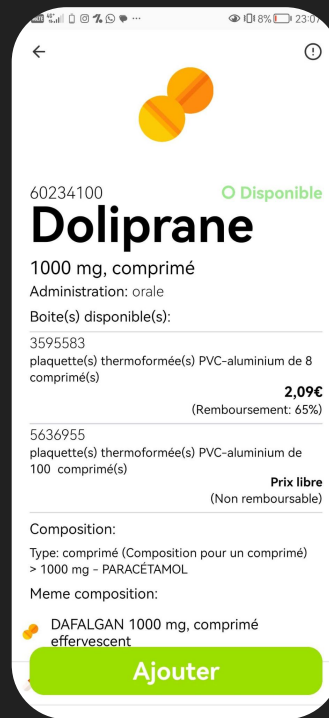 8% 23:07
60234100 Disponible
Doliprane
1000 mg, comprimé
Administration: orale
Boite(s) disponible(s):
3595583
plaquette(s) thermoformée(s) PVC-aluminium de 8
comprimé(s)
2,09€
(Remboursement: 65%)
5636955
plaquette(s) thermoformée(s) PVC-aluminium de
100 comprimé(s)
Prix libre
(Non remboursable)
Composition:
Type: comprimé (Composition pour un comprimé)
> 1000 mg - PARACÉTAMOL
Meme composition:
DAFALGAN 1000 mg, comprimé
effervescent
Ajouter